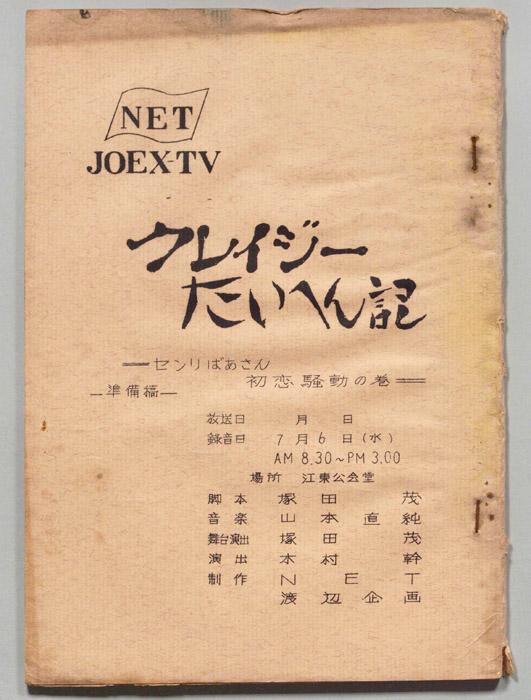 NET
JOEX-TV
クレイジー
たいへん記
センリばあさん
初恋騒動の巻
準備稿
放送日 月 日
録音日 7月6日(水)
AM 8.30~PM 3.00
場所 江東公会堂
脚本 塚田 茂
音楽 山本直純
舞台演出 塚田 茂
演出 木村 幹
制作 NET
渡辺企画